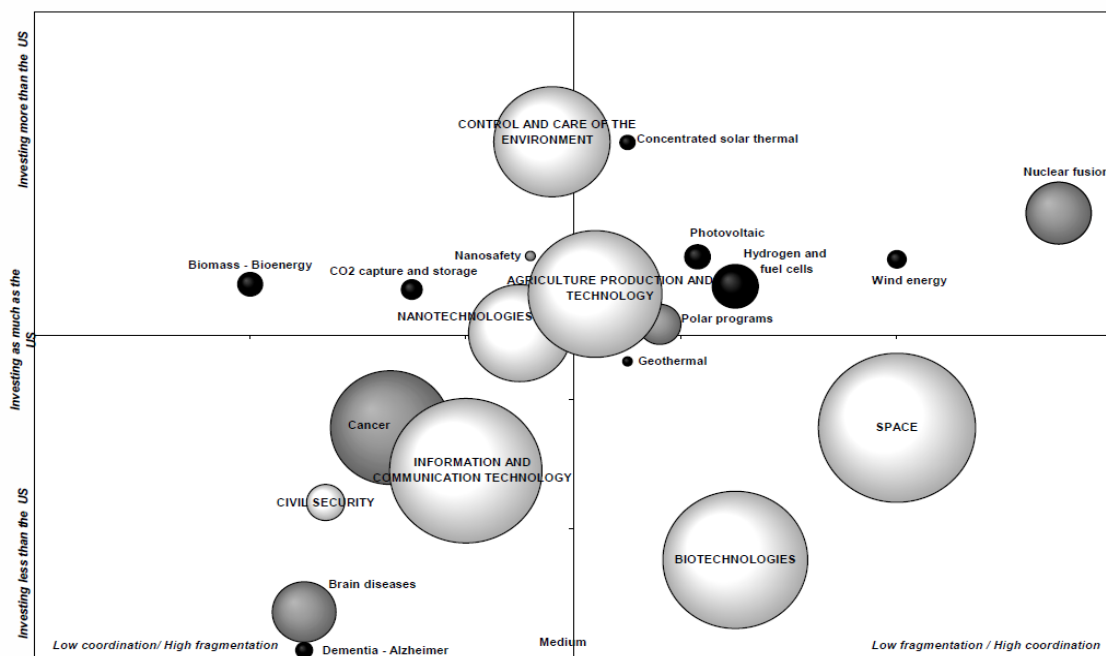 Investing more than the US
CONTROL AND CARE OF THE
ENVIRONMENT
Concentrated solar thermal
Nuclear fusion
Photovoltaic
Nanosafety
Hydrogen and
fuel cells
Biomass - Bioenergy
CO2 capture and storage
AGRICULTURE PRODUCTION AND
TECHNOLOGY
Wind energy
NANOTECHNOLOGIES
Polar programs
Investing as much as the
US
Geothermal
Cancer
SPACE
INFORMATION AND
COMMUNICATION TECHNOLOGY
CIVIL SECURITY
BIOTECHNOLOGIES
Investing less than the US
Brain diseases
Low coordination/ High fragmentation
Medium
Low fragmentation / High coordination
Dementia - Alzheimer